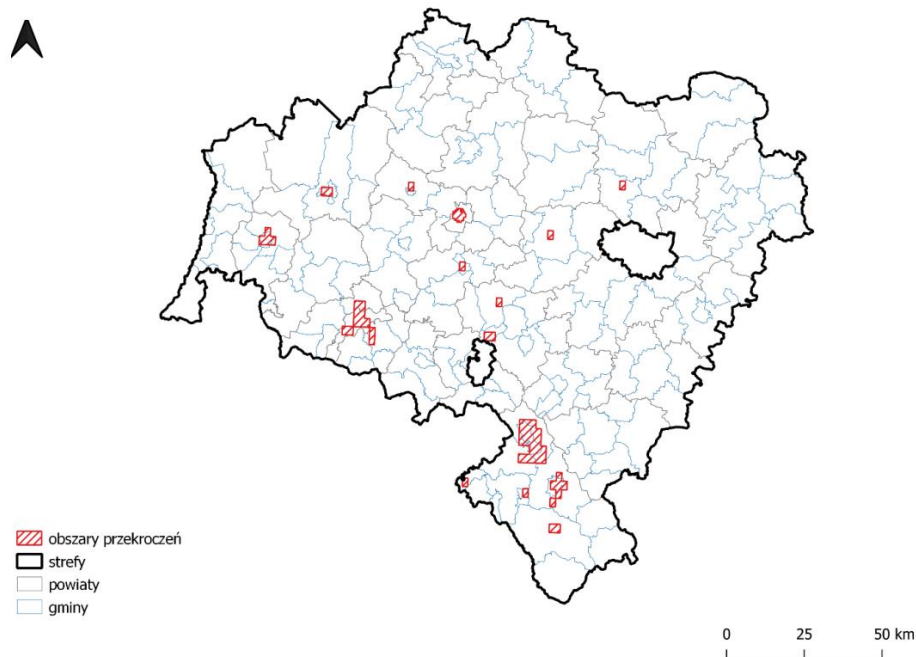 obszary przekroczeń
strefy
powiaty
gminy
0 25 50 km